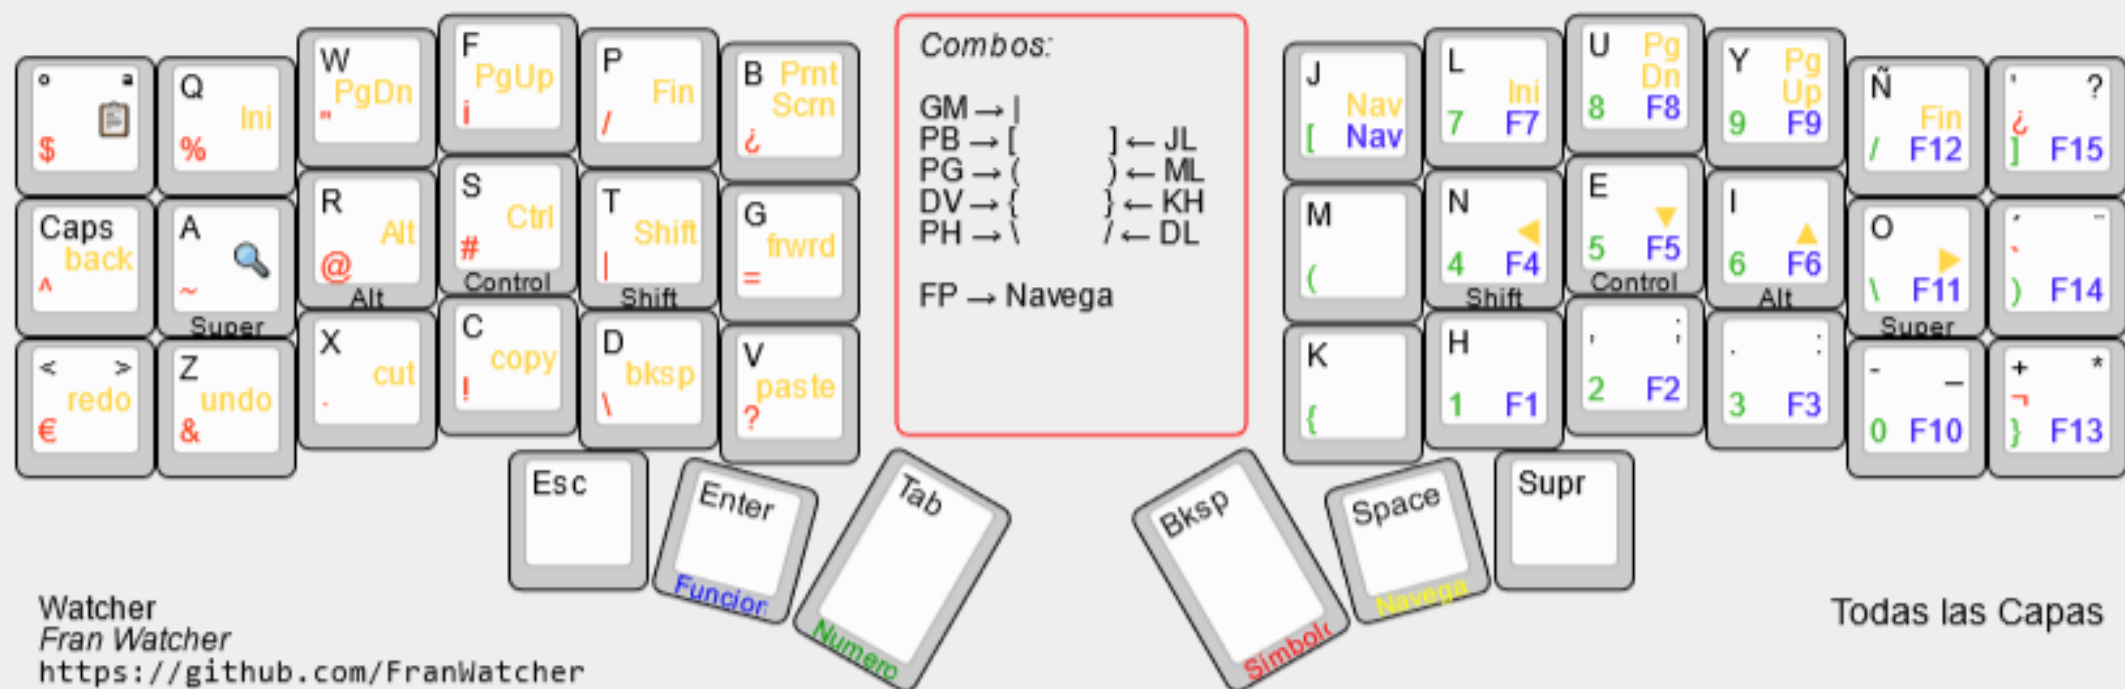 º ª
$
Q
Ini
%
W
PgDn
"
F
PgUp
i
P
Fin
/
B Prnt
Scrn
¿
Combos:
GM → |
PB → [ ] ← JL
PG → ( ) ← ML
DV → { } ← KH
PH → \ / ← DL
FP → Navega
J
Nav
[ Nav
L
Ini
7 F7
U Pg
Dn
8 F8
Y Pg
Up
9 F9
Ñ
Fin
/ F12
' ?
¿
] F15
Caps
back
^
A
~
Super
R
Alt
@
Alt
S
Ctrl
#
Control
T
Shift
|
Shift
G
frwrd
=
M
(
N
◀
4 F4
Shift
E
▼
5 F5
Control
I
▲
6 F6
Alt
O
▶
\ F11
Super
´ ¨
`
) F14
< >
redo
€
Z
undo
&
X
cut
.
C
copy
!
D
bksp
\
V
paste
?
K
{
H
1 F1
, ;
2 F2
. :
3 F3
- _
0 F10
+ *
¬
} F13
Esc
Enter
Funcion
Tab
Numero
Bksp
Símbolo
Space
Navega
Supr
Watcher
Fran Watcher
https://github.com/FranWatcher
Todas las Capas